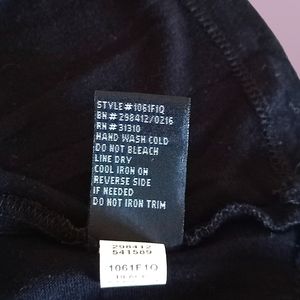 STYLE#1061F1Q
BN# 298412/0216
RN# 31310
HAND WASH COLD
DO NOT BLEACH
LINE DRY
COOL IRON ON
REVERSE SIDE
IF NEEDED
DO NOT IRON TRIM
298412
541589
1061F1Q